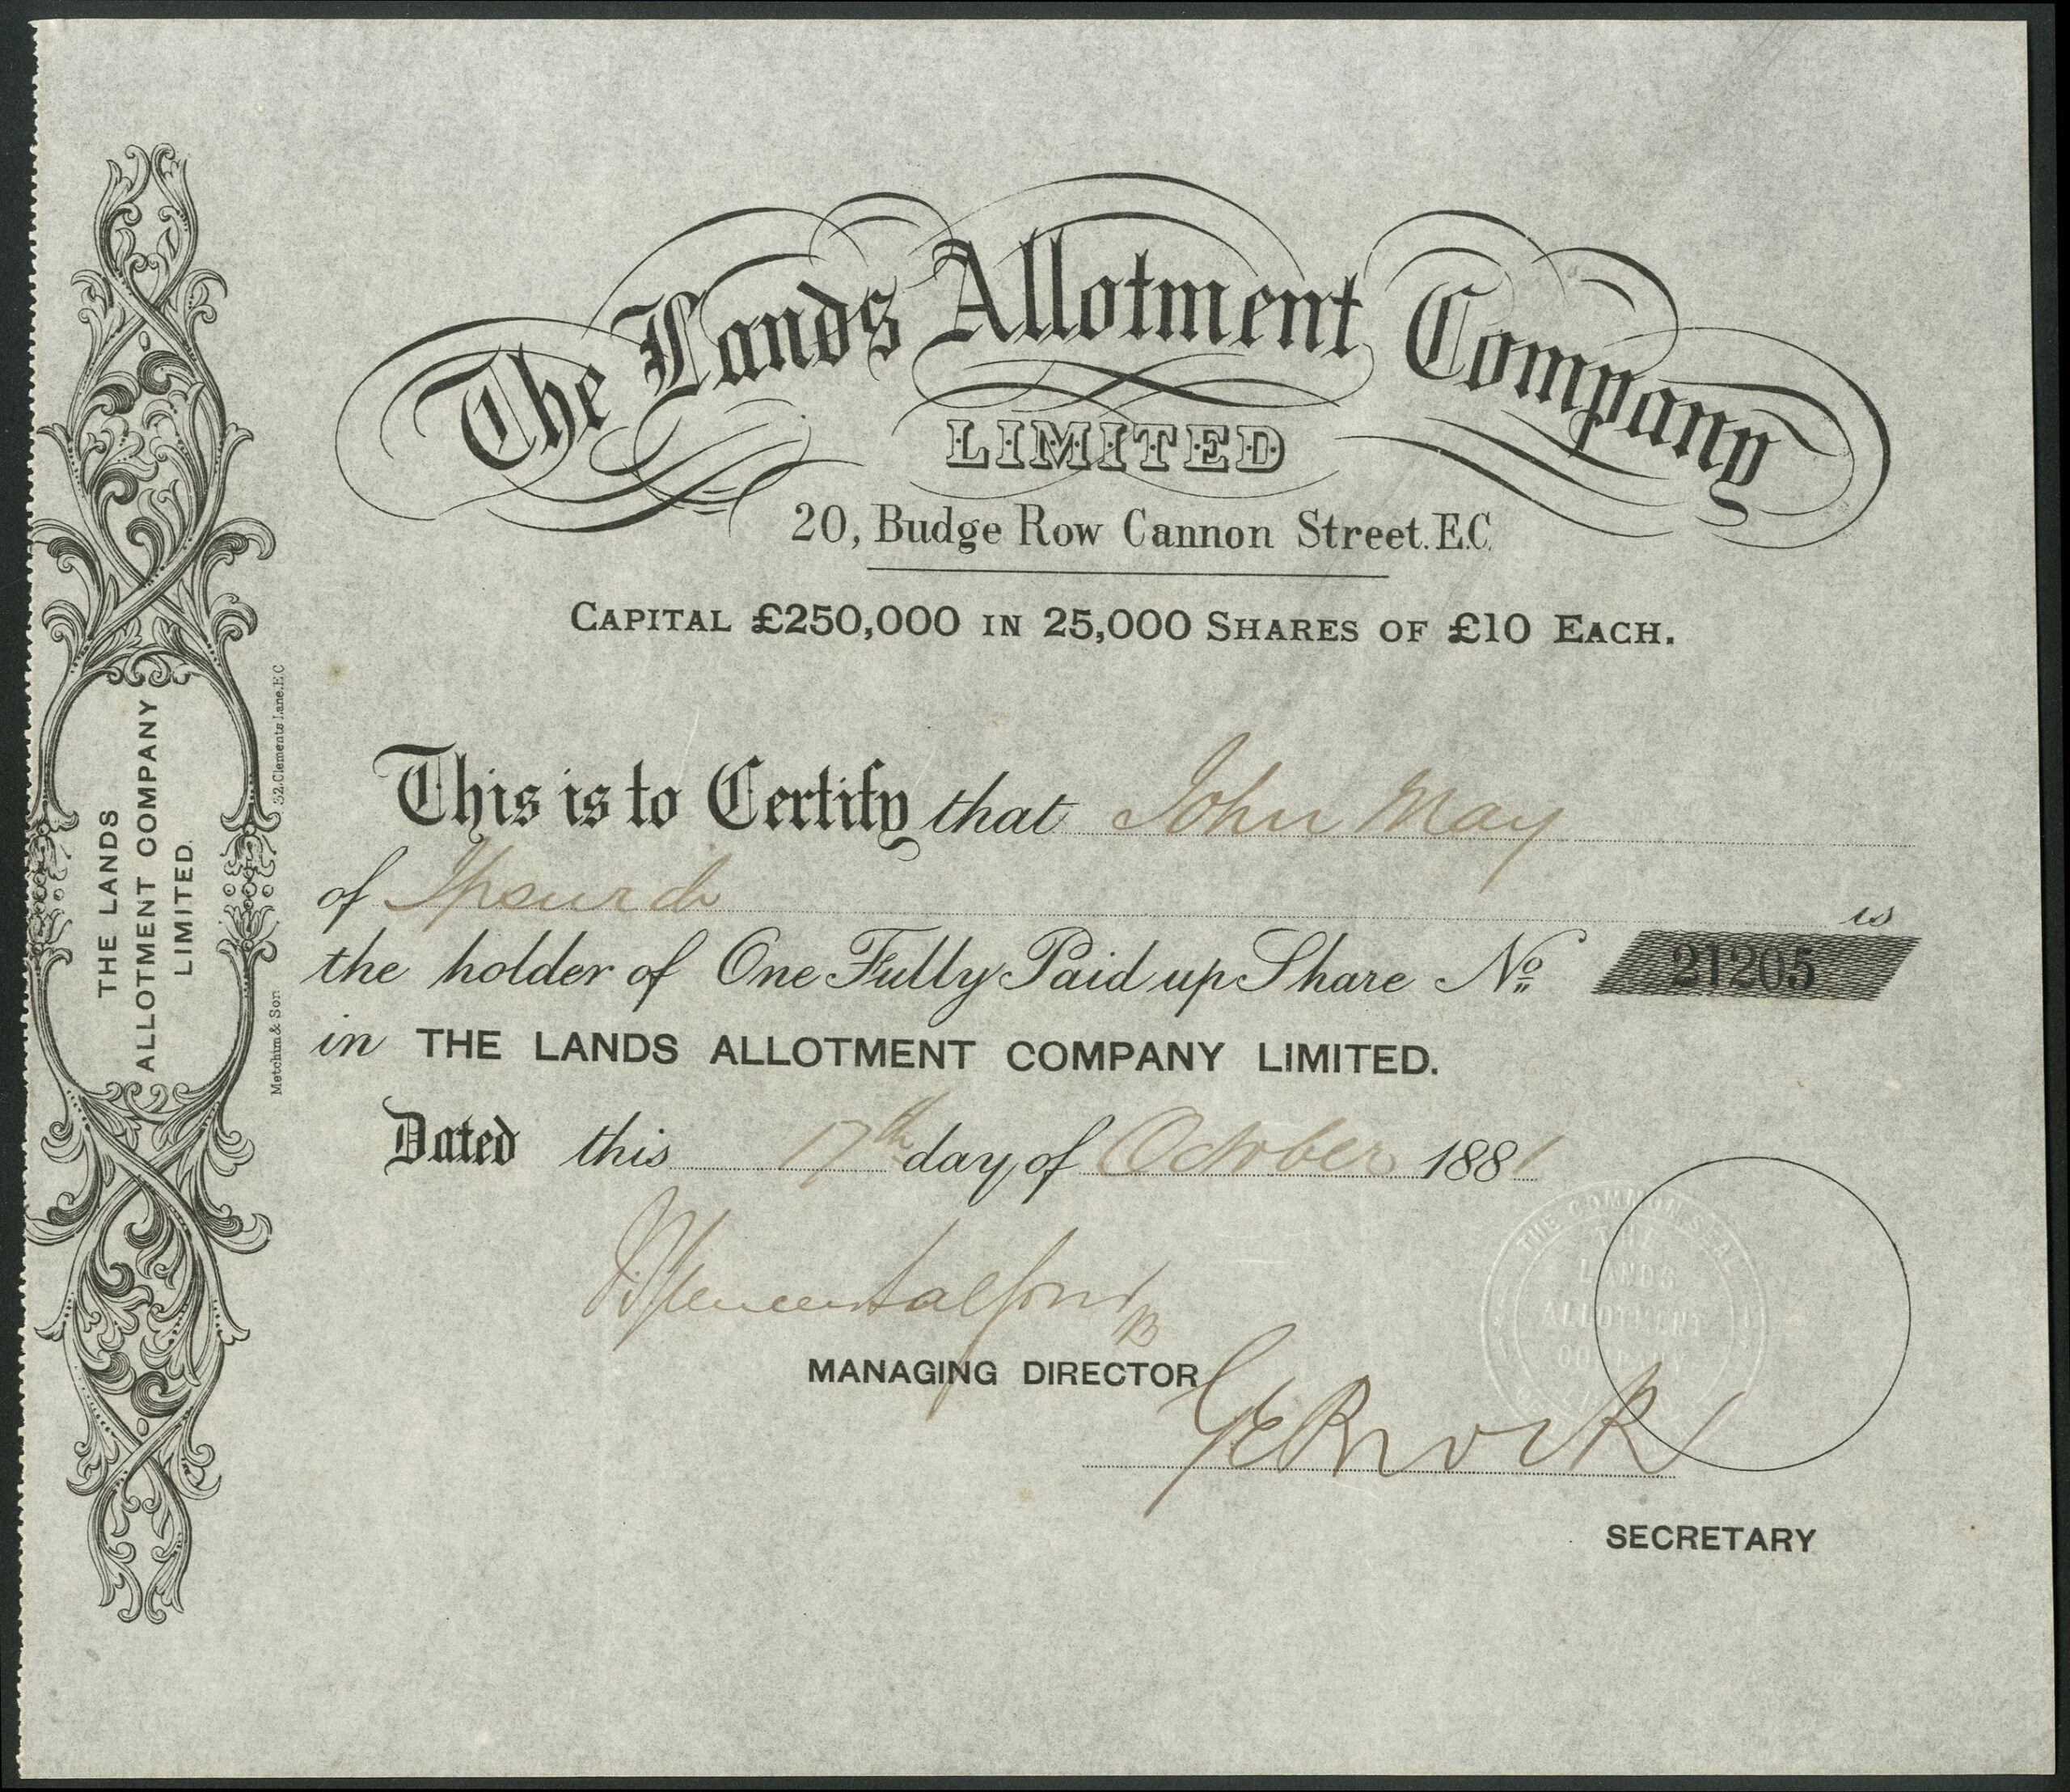 The Lands Allotment Company
LIMITED
20, Budge Row Cannon Street. E.C.
CAPITAL £250,000 IN 25,000 SHARES OF £10 EACH.
This is to Certify that John May
of is
the holder of One Fully Paid up Share No. 21205
in THE LANDS ALLOTMENT COMPANY LIMITED.
Dated this 17th day of October 1881
MANAGING DIRECTOR
G E Brock
SECRETARY
THE COMMON SEAL
THE
LANDS
ALLOTMENT
COMPANY
THE LANDS
ALLOTMENT COMPANY
LIMITED.
Metchim & Son 32, Clements Lane. E.C